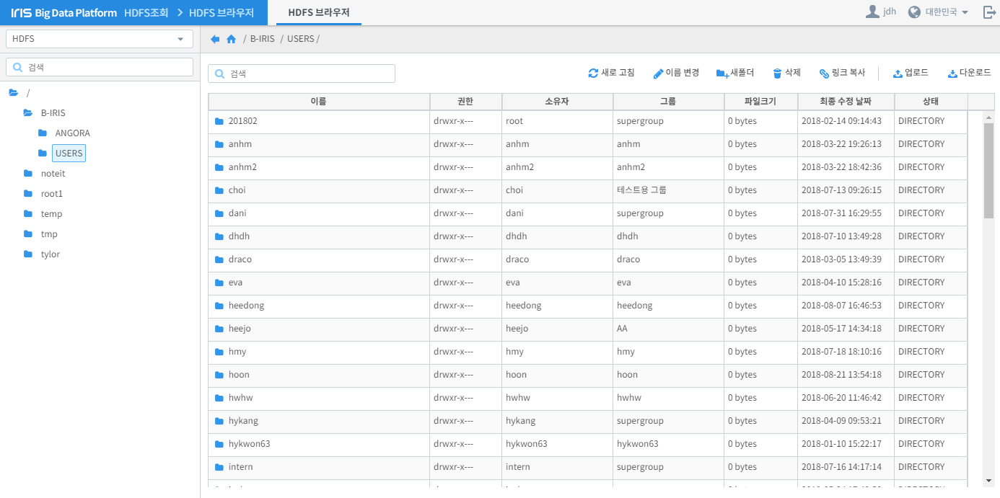 IRIS Big Data Platform HDFS조회 > HDFS 브라우저 HDFS 브라우저 jdh 대한민국
HDFS / B-IRIS / USERS /
검색
검색 새로 고침 이름 변경 새폴더 삭제 링크 복사 업로드 다운로드
/
B-IRIS
ANGORA
USERS
noteit
root1
temp
tmp
tylor
이름 권한 소유자 그룹 파일크기 최종 수정 날짜 상태
201802 drwxr-x--- root supergroup 0 bytes 2018-02-14 09:14:43 DIRECTORY
anhm drwxr-x--- anhm anhm 0 bytes 2018-03-22 19:26:13 DIRECTORY
anhm2 drwxr-x--- anhm2 anhm2 0 bytes 2018-03-22 18:42:36 DIRECTORY
choi drwxr-x--- choi 테스트용 그룹 0 bytes 2018-07-13 09:26:15 DIRECTORY
dani drwxr-x--- dani supergroup 0 bytes 2018-07-31 16:29:55 DIRECTORY
dhdh drwxr-x--- dhdh dhdh 0 bytes 2018-07-10 13:49:28 DIRECTORY
draco drwxr-x--- draco draco 0 bytes 2018-03-05 13:49:39 DIRECTORY
eva drwxr-x--- eva eva 0 bytes 2018-04-10 15:28:16 DIRECTORY
heedong drwxr-x--- heedong heedong 0 bytes 2018-08-07 16:46:53 DIRECTORY
heejo drwxr-x--- heejo AA 0 bytes 2018-05-17 14:34:18 DIRECTORY
hmy drwxr-x--- hmy hmy 0 bytes 2018-07-18 18:10:16 DIRECTORY
hoon drwxr-x--- hoon hoon 0 bytes 2018-08-21 13:54:18 DIRECTORY
hwhw drwxr-x--- hwhw hwhw 0 bytes 2018-06-20 11:46:42 DIRECTORY
hykang drwxr-x--- hykang supergroup 0 bytes 2018-04-09 09:53:21 DIRECTORY
hykwon63 drwxr-x--- hykwon63 hykwon63 0 bytes 2018-01-10 15:22:17 DIRECTORY
intern drwxr-x--- intern supergroup 0 bytes 2018-07-16 14:17:14 DIRECTORY